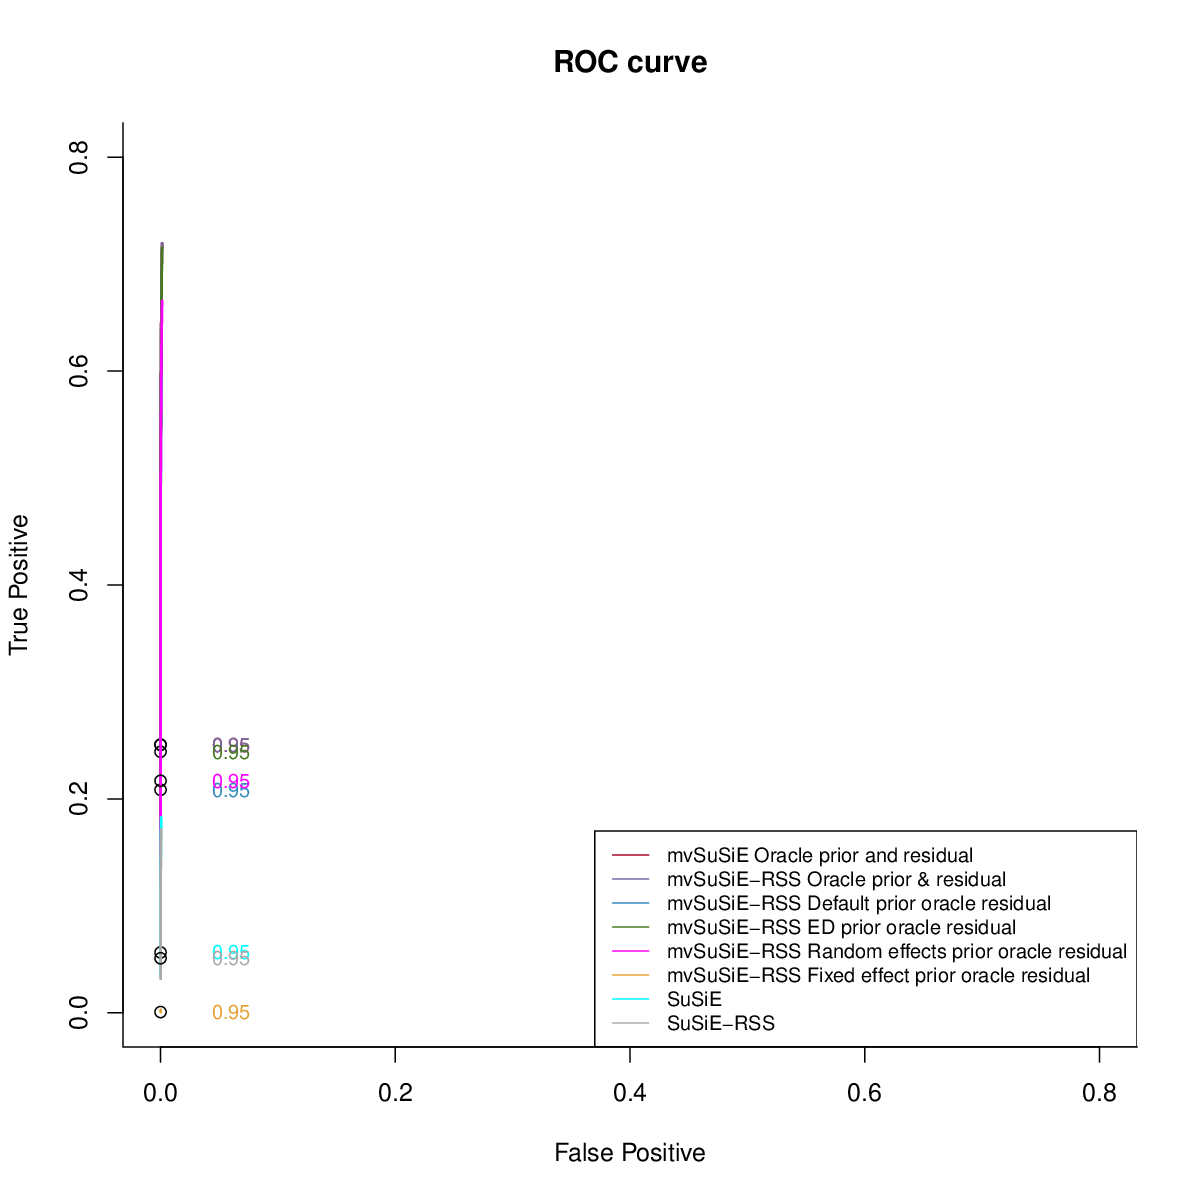 ROC curve
True Positive
0.8
0.6
0.4
0.2
0.0
0.95
0.95
0.95
0.95
0.95
0.95
0.95
mvSuSiE Oracle prior and residual
mvSuSiE−RSS Oracle prior & residual
mvSuSiE−RSS Default prior oracle residual
mvSuSiE−RSS ED prior oracle residual
mvSuSiE−RSS Random effects prior oracle residual
mvSuSiE−RSS Fixed effect prior oracle residual
SuSiE
SuSiE−RSS
0.0 0.2 0.4 0.6 0.8
False Positive